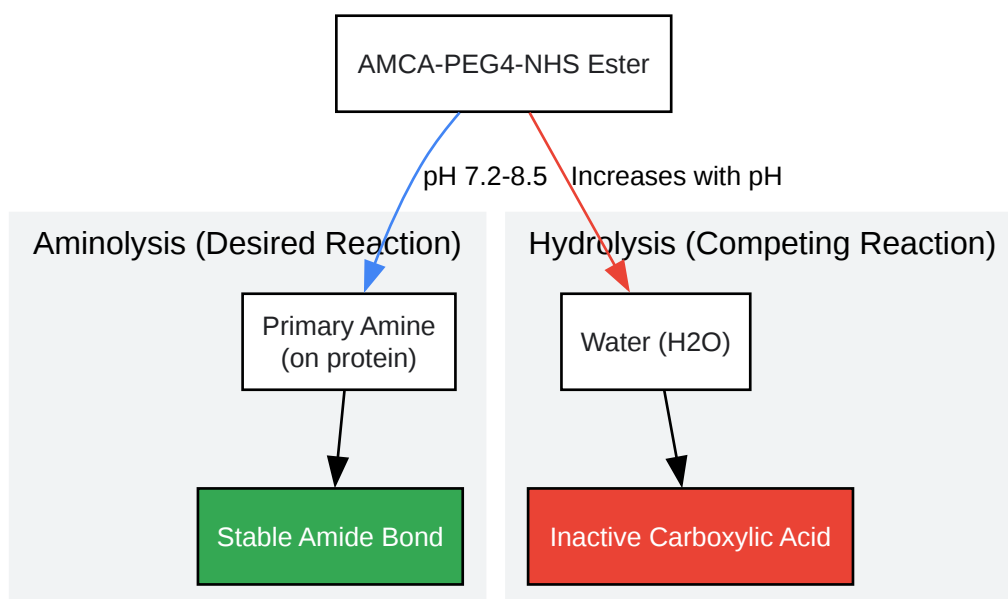 AMCA-PEG4-NHS Ester
pH 7.2-8.5
Increases with pH
Aminolysis (Desired Reaction)
Hydrolysis (Competing Reaction)
Primary Amine
(on protein)
Water (H2O)
Stable Amide Bond
Inactive Carboxylic Acid